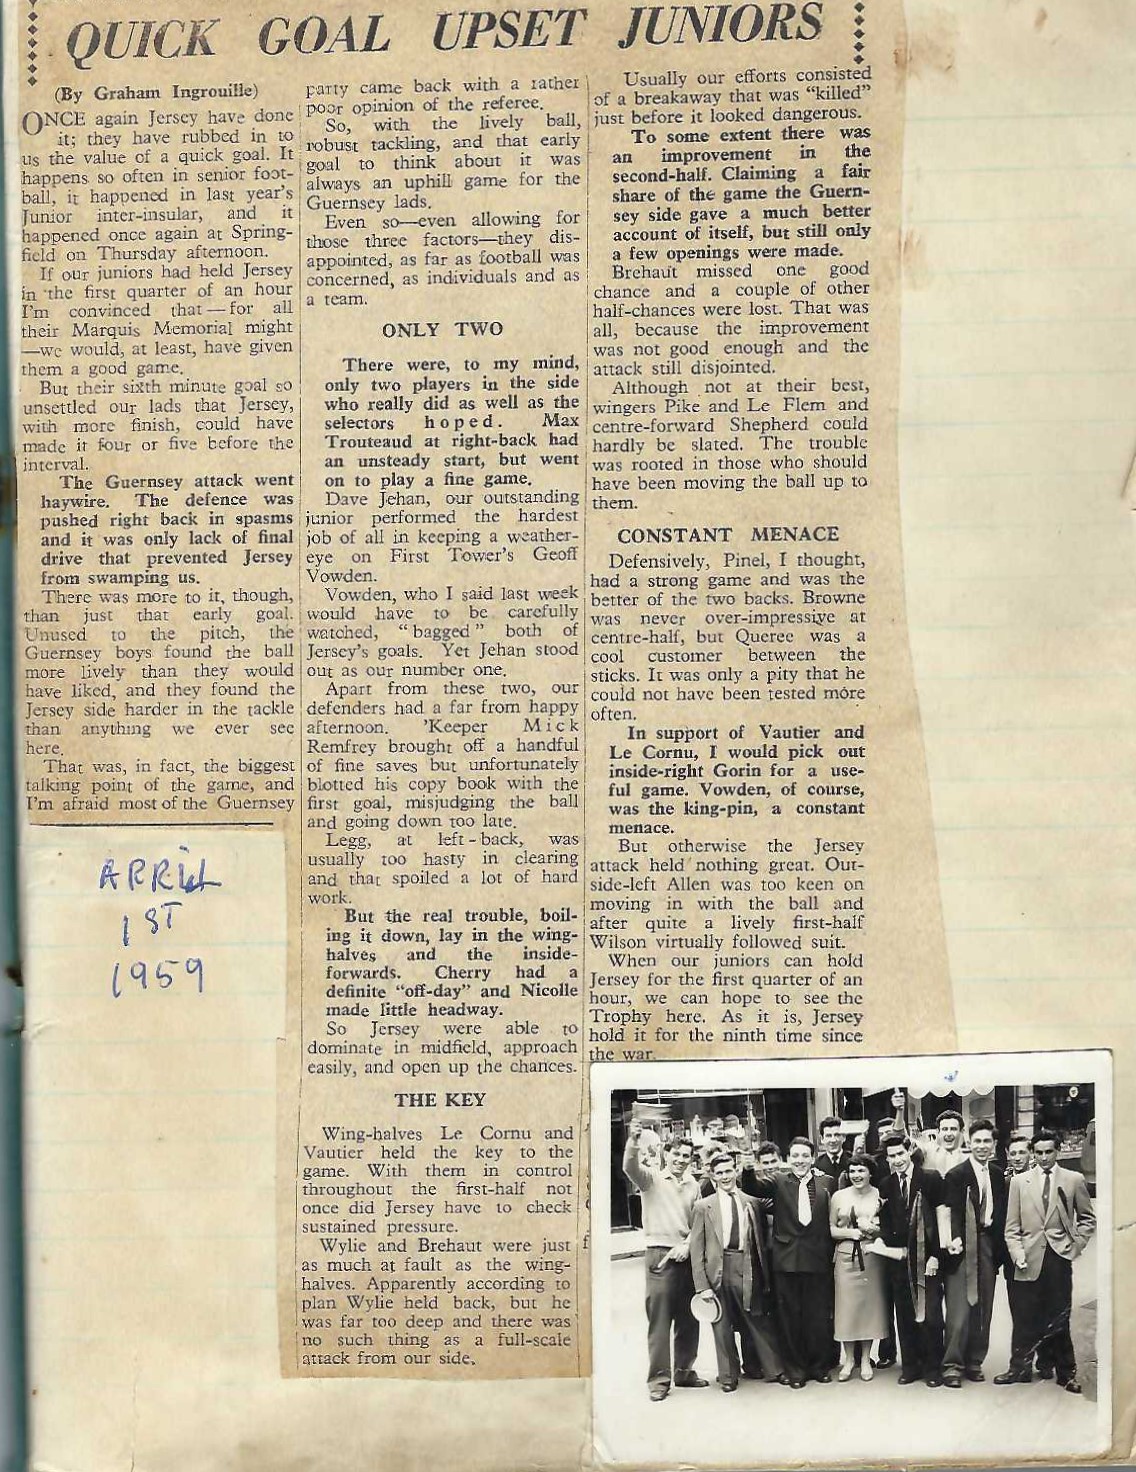 QUICK GOAL UPSET JUNIORS
(By Graham Ingrouille)
ONCE again Jersey have done
it; they have rubbed in to
us the value of a quick goal. It
happens so often in senior foot-
ball, it happened in last year's
Junior inter-insular, and it
happened once again at Spring-
field on Thursday afternoon.
If our juniors had held Jersey
in the first quarter of an hour
I'm convinced that—for all
their Marquis Memorial might
—we would, at least, have given
them a good game.
But their sixth minute goal so
unsettled our lads that Jersey,
with more finish, could have
made it four or five before the
interval.
The Guernsey attack went
haywire. The defence was
pushed right back in spasms
and it was only lack of final
drive that prevented Jersey
from swamping us.
There was more to it, though,
than just that early goal.
Unused to the pitch, the
Guernsey boys found the ball
more lively than they would
have liked, and they found the
Jersey side harder in the tackle
than anything we ever see
here.
That was, in fact, the biggest
talking point of the game, and
I'm afraid most of the Guernsey
party came back with a rather
poor opinion of the referee.
So, with the lively ball,
robust tackling, and that early
goal to think about it was
always an uphill game for the
Guernsey lads.
Even so—even allowing for
those three factors—they dis-
appointed, as far as football was
concerned, as individuals and as
a team.
ONLY TWO
There were, to my mind,
only two players in the side
who really did as well as the
selectors hoped. Max
Trouteaud at right-back had
an unsteady start, but went
on to play a fine game.
Dave Jehan, our outstanding
junior performed the hardest
job of all in keeping a weather-
eye on First Tower's Geoff
Vowden.
Vowden, who I said last week
would have to be carefully
watched, "bagged" both of
Jersey's goals. Yet Jehan stood
out as our number one.
Apart from these two, our
defenders had a far from happy
afternoon. 'Keeper Mick
Remfrey brought off a handful
of fine saves but unfortunately
blotted his copy book with the
first goal, misjudging the ball
and going down too late.
Legg, at left-back, was
usually too hasty in clearing
and that spoiled a lot of hard
work.
But the real trouble, boil-
ing it down, lay in the wing-
halves and the inside-
forwards. Cherry had a
definite "off-day" and Nicolle
made little headway.
So Jersey were able to
dominate in midfield, approach
easily, and open up the chances.
THE KEY
Wing-halves Le Cornu and
Vautier held the key to the
game. With them in control
throughout the first-half not
once did Jersey have to check
sustained pressure.
Wylie and Brehaut were just
as much at fault as the wing-
halves. Apparently according to
plan Wylie held back, but he
was far too deep and there was
no such thing as a full-scale
attack from our side.
Usually our efforts consisted
of a breakaway that was "killed"
just before it looked dangerous.
To some extent there was
an improvement in the
second-half. Claiming a fair
share of the game the Guern-
sey side gave a much better
account of itself, but still only
a few openings were made.
Brehaut missed one good
chance and a couple of other
half-chances were lost. That was
all, because the improvement
was not good enough and the
attack still disjointed.
Although not at their best,
wingers Pike and Le Flem and
centre-forward Shepherd could
hardly be slated. The trouble
was rooted in those who should
have been moving the ball up to
them.
CONSTANT MENACE
Defensively, Pinel, I thought,
had a strong game and was the
better of the two backs. Browne
was never over-impressive at
centre-half, but Queree was a
cool customer between the
sticks. It was only a pity that he
could not have been tested more
often.
In support of Vautier and
Le Cornu, I would pick out
inside-right Gorin for a use-
ful game. Vowden, of course,
was the king-pin, a constant
menace.
But otherwise the Jersey
attack held nothing great. Out-
side-left Allen was too keen on
moving in with the ball and
after quite a lively first-half
Wilson virtually followed suit.
When our juniors can hold
Jersey for the first quarter of an
hour, we can hope to see the
Trophy here. As it is, Jersey
hold it for the ninth time since
the war.
APRIL
1ST
1959